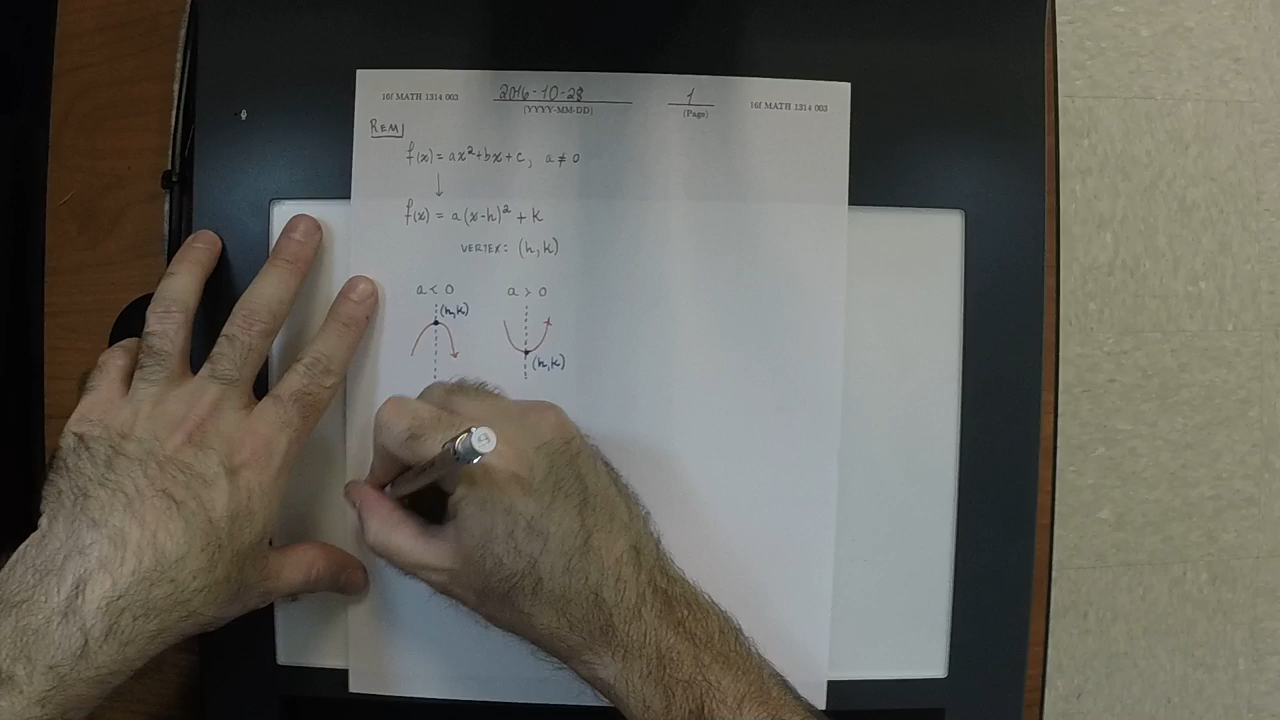 16f MATH 1314 003 2016-10-28 1 16f MATH 1314 003
(YYYY-MM-DD) (Page)
REM
f(x) = ax²+bx+c, a ≠ 0
↓
f(x) = a(x-h)² + k
VERTEX: (h,k)
a < 0 a > 0
(h,k)
(h,k)